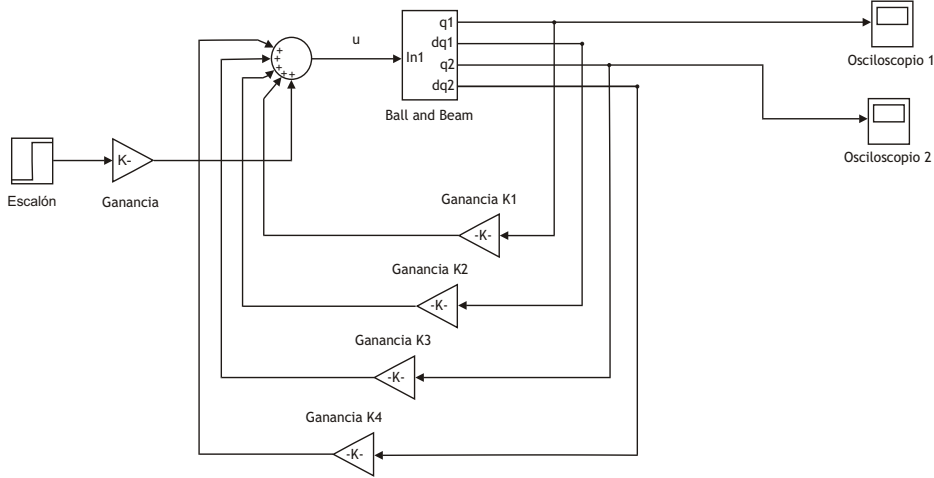 q1
dq1
q2
dq2
In1
Ball and Beam
u
+
+
+
+
+
Osciloscopio 1
Osciloscopio 2
K-
Escalón
Ganancia
Ganancia K1
-K-
Ganancia K2
-K-
Ganancia K3
-K-
Ganancia K4
-K-